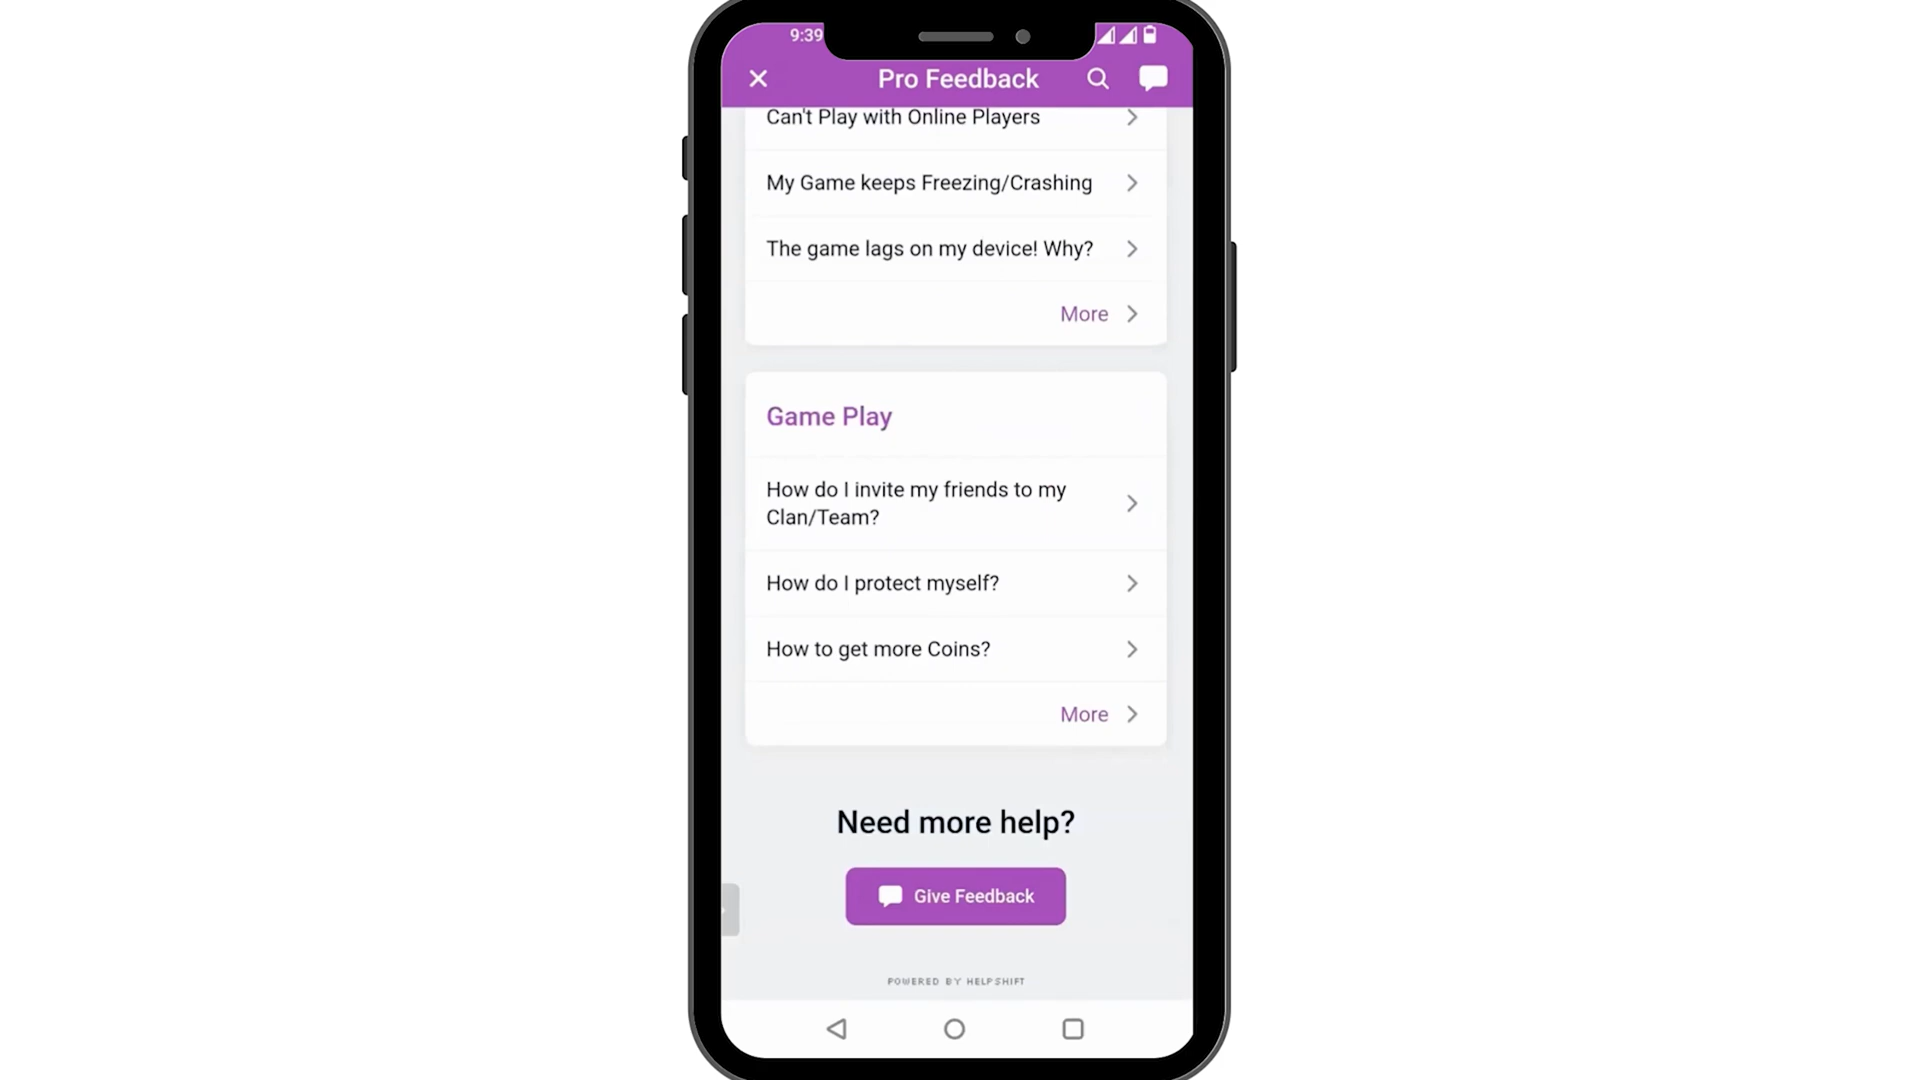 9:39
Pro Feedback
Can't Play with Online Players
My Game keeps Freezing/Crashing
The game lags on my device! Why?
More
Game Play
How do I invite my friends to my
Clan/Team?
How do I protect myself?
How to get more Coins?
More
Need more help?
Give Feedback
POWERED BY HELPSHIFT